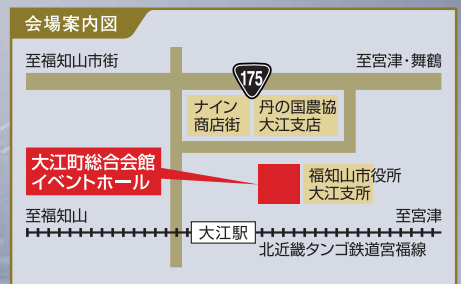 会場案内図
至福知山市街
至宮津・舞鶴
175
ナイン
商店街
丹の国農協
大江支店
大江町総合会館
イベントホール
福知山市役所
大江支所
至福知山
至宮津
大江駅
北近畿タンゴ鉄道宮福線